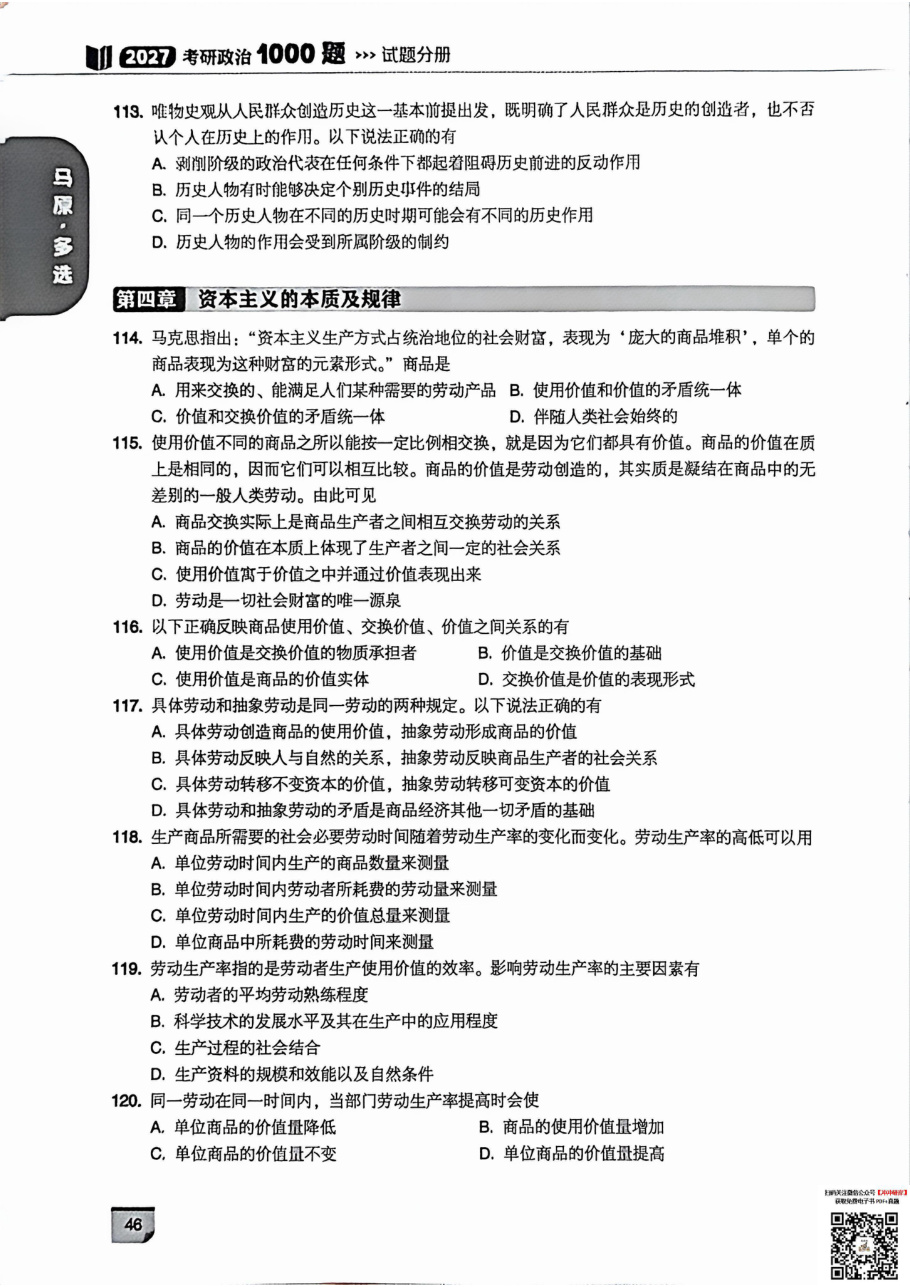 2027 考研政治1000题 >>> 试题分册
马原·多选
113. 唯物史观从人民群众创造历史这一基本前提出发，既明确了人民群众是历史的创造者，也不否
认个人在历史上的作用。以下说法正确的有
A. 剥削阶级的政治代表在任何条件下都起着阻碍历史前进的反动作用
B. 历史人物有时能够决定个别历史事件的结局
C. 同一个历史人物在不同的历史时期可能会有不同的历史作用
D. 历史人物的作用会受到所属阶级的制约
第四章 资本主义的本质及规律
114. 马克思指出：“资本主义生产方式占统治地位的社会财富，表现为‘庞大的商品堆积’，单个的
商品表现为这种财富的元素形式。”商品是
A. 用来交换的、能满足人们某种需要的劳动产品 B. 使用价值和价值的矛盾统一体
C. 价值和交换价值的矛盾统一体 D. 伴随人类社会始终的
115. 使用价值不同的商品之所以能按一定比例相交换，就是因为它们都具有价值。商品的价值在质
上是相同的，因而它们可以相互比较。商品的价值是劳动创造的，其实质是凝结在商品中的无
差别的一般人类劳动。由此可见
A. 商品交换实际上是商品生产者之间相互交换劳动的关系
B. 商品的价值在本质上体现了生产者之间一定的社会关系
C. 使用价值寓于价值之中并通过价值表现出来
D. 劳动是一切社会财富的唯一源泉
116. 以下正确反映商品使用价值、交换价值、价值之间关系的有
A. 使用价值是交换价值的物质承担者 B. 价值是交换价值的基础
C. 使用价值是商品的价值实体 D. 交换价值是价值的表现形式
117. 具体劳动和抽象劳动是同一劳动的两种规定。以下说法正确的有
A. 具体劳动创造商品的使用价值，抽象劳动形成商品的价值
B. 具体劳动反映人与自然的关系，抽象劳动反映商品生产者的社会关系
C. 具体劳动转移不变资本的价值，抽象劳动转移可变资本的价值
D. 具体劳动和抽象劳动的矛盾是商品经济其他一切矛盾的基础
118. 生产商品所需要的社会必要劳动时间随着劳动生产率的变化而变化。劳动生产率的高低可以用
A. 单位劳动时间内生产的商品数量来测量
B. 单位劳动时间内劳动者所耗费的劳动量来测量
C. 单位劳动时间内生产的价值总量来测量
D. 单位商品中所耗费的劳动时间来测量
119. 劳动生产率指的是劳动者生产使用价值的效率。影响劳动生产率的主要因素有
A. 劳动者的平均劳动熟练程度
B. 科学技术的发展水平及其在生产中的应用程度
C. 生产过程的社会结合
D. 生产资料的规模和效能以及自然条件
120. 同一劳动在同一时间内，当部门劳动生产率提高时会使
A. 单位商品的价值量降低 B. 商品的使用价值量增加
C. 单位商品的价值量不变 D. 单位商品的价值量提高
46
扫码关注微信公众号
获取免费电子书PDF+真题